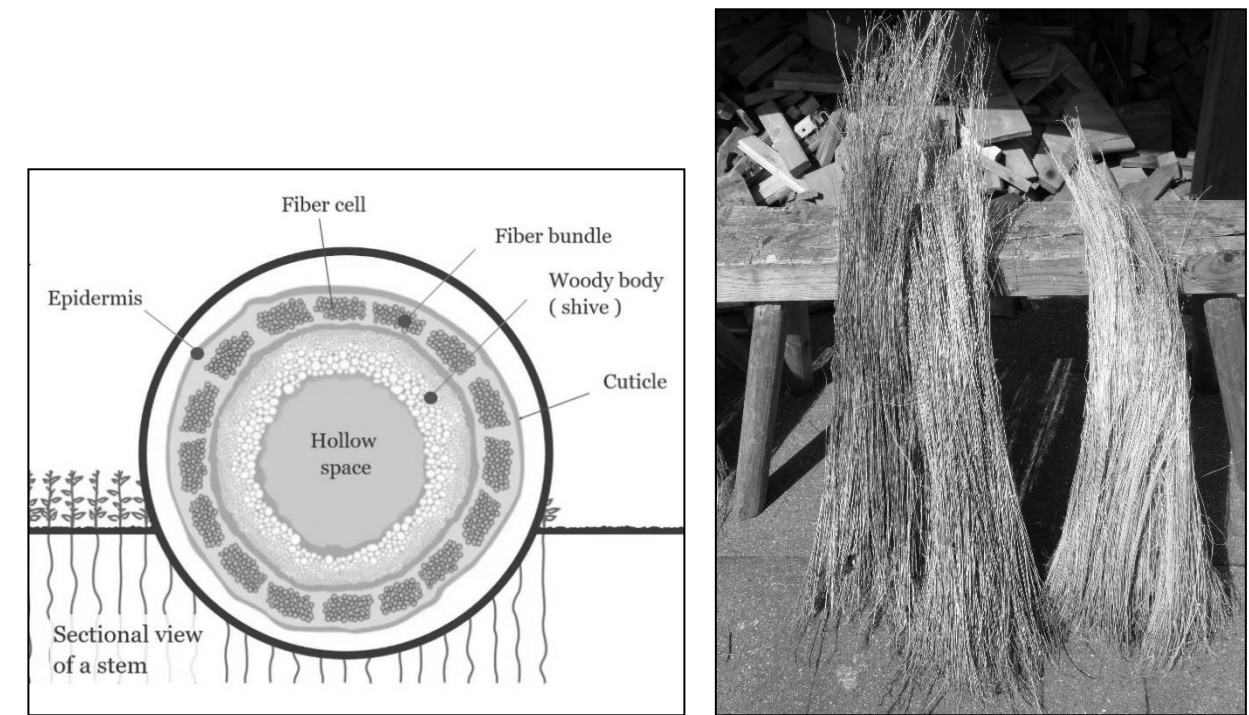 Fiber cell
Fiber bundle
Woody body
( shive )
Epidermis
Cuticle
Hollow
space
Sectional view
of a stem